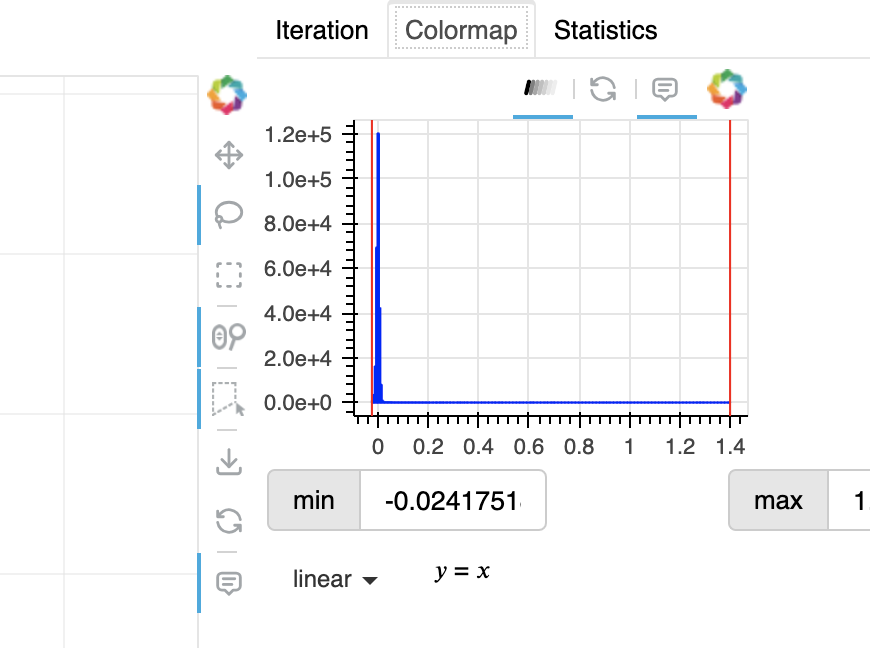 Iteration Colormap Statistics
1.2e+5
1.0e+5
8.0e+4
6.0e+4
4.0e+4
2.0e+4
0.0e+0
0 0.2 0.4 0.6 0.8 1 1.2 1.4
min -0.0241751 max 1.
linear y = x